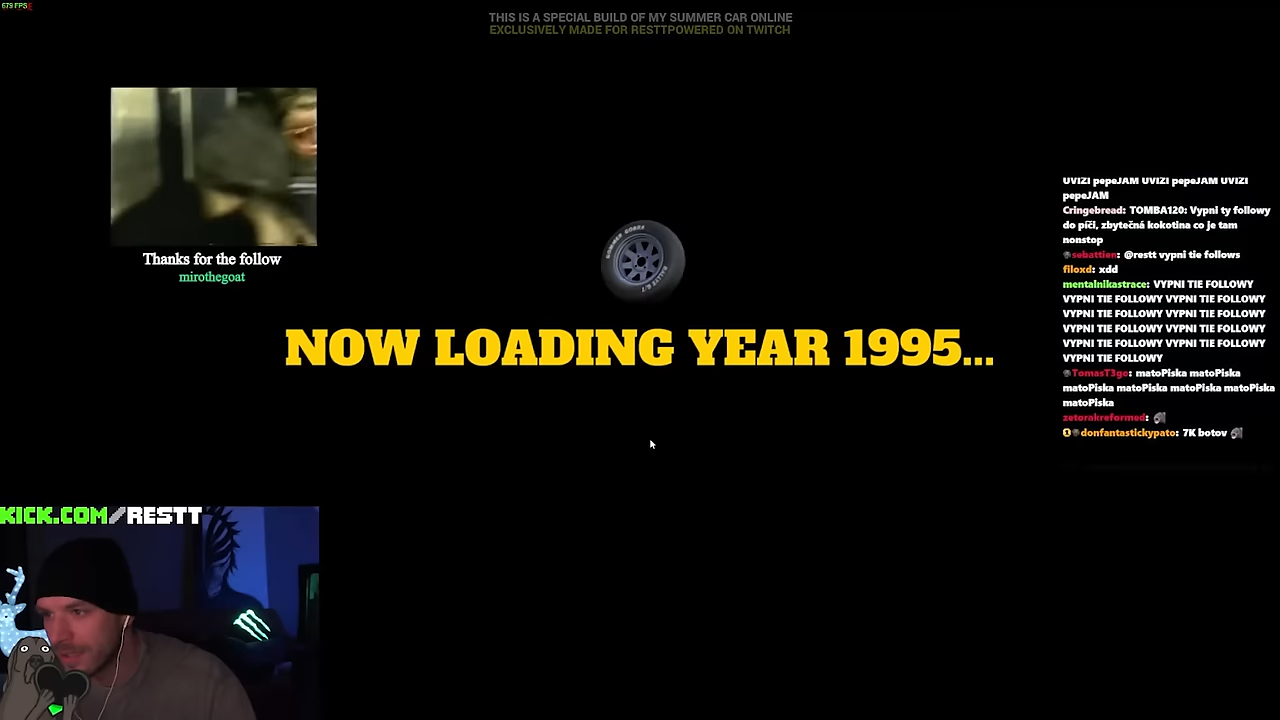 679 FPS
THIS IS A SPECIAL BUILD OF MY SUMMER CAR ONLINE
EXCLUSIVELY MADE FOR RESTTPOWERED ON TWITCH
Thanks for the follow
mirothegoat
NOW LOADING YEAR 1995...
UVIZI pepeJAM UVIZI pepeJAM UVIZI
pepeJAM
Cringebread: TOMBA120: Vypni ty followy
do piči, zbytečná kokotina co je tam
nonstop
sebattian: @restt vypni tie follows
filoxd: xdd
mentalnikastrace: VYPNI TIE FOLLOWY
VYPNI TIE FOLLOWY VYPNI TIE FOLLOWY
VYPNI TIE FOLLOWY VYPNI TIE FOLLOWY
VYPNI TIE FOLLOWY VYPNI TIE FOLLOWY
VYPNI TIE FOLLOWY VYPNI TIE FOLLOWY
VYPNI TIE FOLLOWY
TomasT3go: matoPiska matoPiska
matoPiska matoPiska matoPiska matoPiska
matoPiska
zetorakreformed:
donfantastickypato: 7K botov
KICK.COM/RESTT